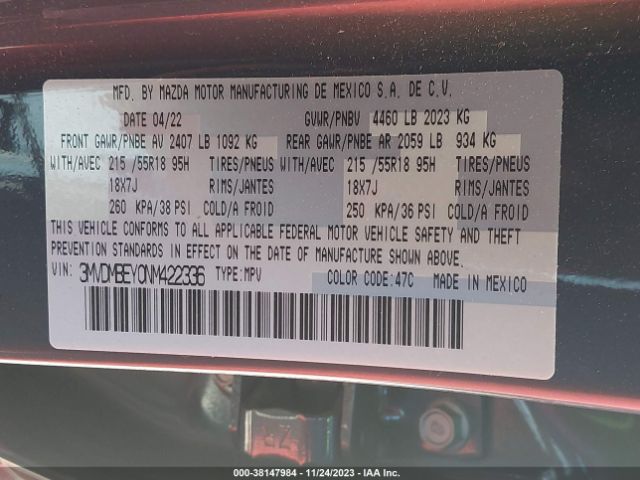 MFD. BY MAZDA MOTOR MANUFACTURING DE MEXICO S.A. DE C.V.
DATE 04/22 GVWR/PNBV 4460 LB 2023 KG
FRONT GAWR/PNBE AV 2407 LB 1092 KG REAR GAWR/PNBE AR 2059 LB 934 KG
WITH/AVEC 215 /55R18 95H TIRES/PNEUS WITH/AVEC 215 /55R18 95H TIRES/PNEUS
18X7J RIMS/JANTES 18X7J RIMS/JANTES
260 KPA/38 PSI COLD/A FROID 250 KPA/36 PSI COLD/A FROID
THIS VEHICLE CONFORMS TO ALL APPLICABLE FEDERAL MOTOR VEHICLE SAFETY AND THEFT
PREVENTION STANDARDS IN EFFECT ON THE DATE OF MANUFACTURE SHOWN ABOVE.
VIN: 3MVDMBEY0NM422336 TYPE:MPV COLOR CODE:47C MADE IN MEXICO
000-38147984 - 11/24/2023 - IAAI.COM